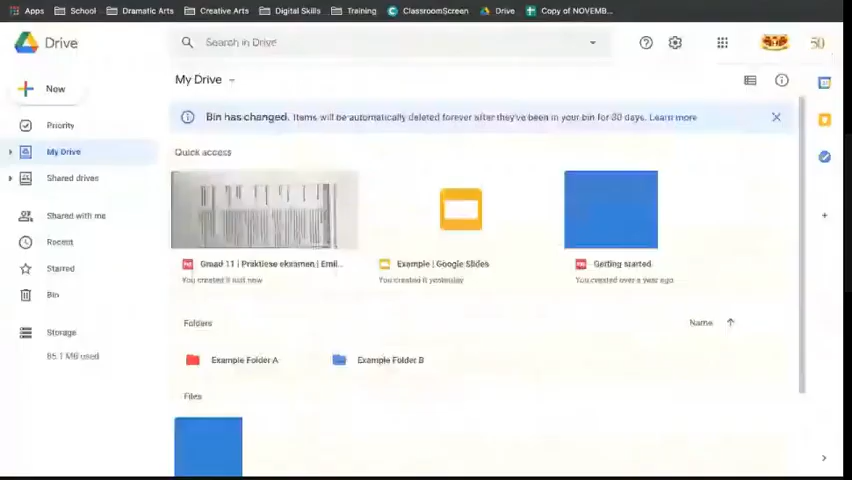 Apps School Dramatic Arts Creative Arts Digital Skills Training ClassroomScreen Drive Copy of NOVEMB...
Drive
Search in Drive
New
My Drive
Bin has changed. Items will be automatically deleted forever after they've been in your bin for 30 days. Learn more
Priority
My Drive
Shared drives
Shared with me
Recent
Starred
Bin
Storage
85.1 MB used
Quick access
Graad 11 | Praktiese eksamen | Emil...
You created it just now
Example | Google Slides
You created it yesterday
Getting started
You created over a year ago
Folders
Name
Example Folder A
Example Folder B
Files